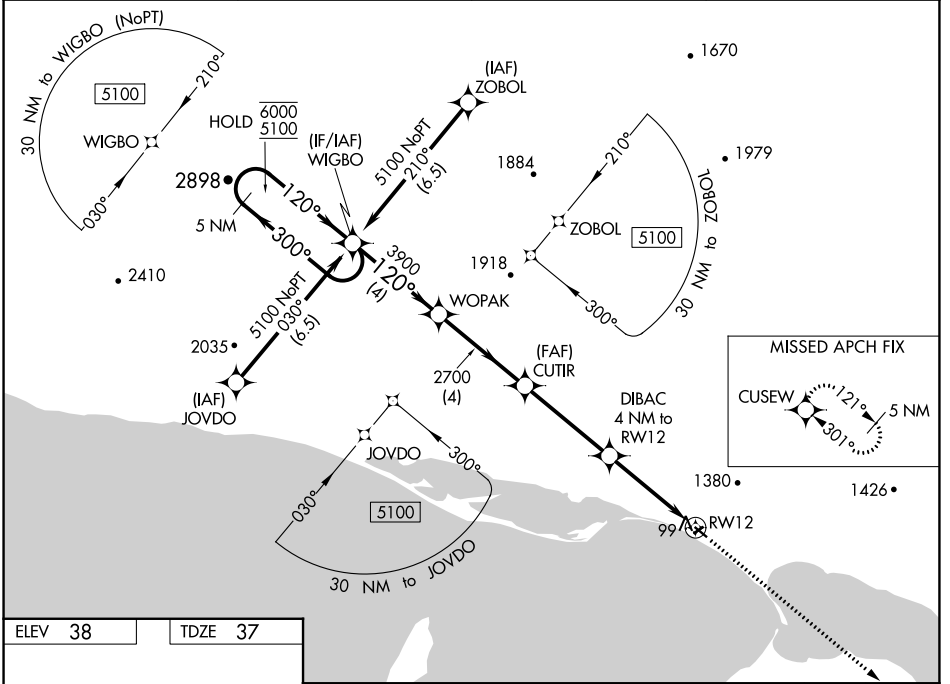 30 NM to WIGBO (NoPT)
5100
210°
WIGBO
030°
HOLD
6000
5100
(IF/IAF)
WIGBO
(IAF)
ZOBOL
5100 NoPT
210°
(6.5)
1670
1884
1979
210°
ZOBOL
5100
300°
30 NM to ZOBOL
2898
120°
5 NM
300°
2410
5100 NoPT
030°
(6.5)
2035
(IAF)
JOVDO
3900
120°
(4)
1918
WOPAK
2700
(4)
(FAF)
CUTIR
DIBAC
4 NM to
RW12
MISSED APCH FIX
CUSEW
121°
5 NM
301°
JOVDO
300°
030°
5100
30 NM to JOVDO
1380
1426
99
RW12
ELEV 38
TDZE 37